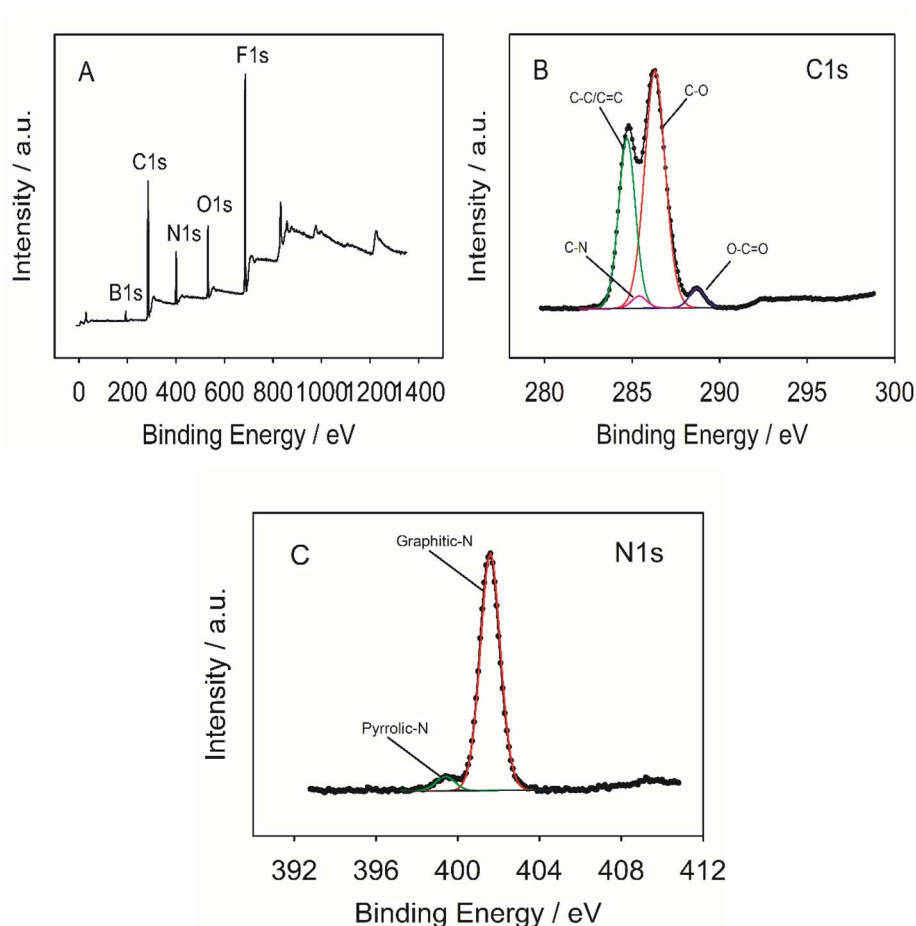 A
F1s
C1s
O1s
N1s
B1s
Intensity / a.u.
0 200 400 600 800 1000 1200 1400
Binding Energy / eV
B
C1s
C-C/C=C
C-O
C-N
O-C=O
Intensity / a.u.
280 285 290 295 300
Binding Energy / eV
C
N1s
Graphitic-N
Pyrrolic-N
Intensity / a.u.
392 396 400 404 408 412
Binding Energy / eV